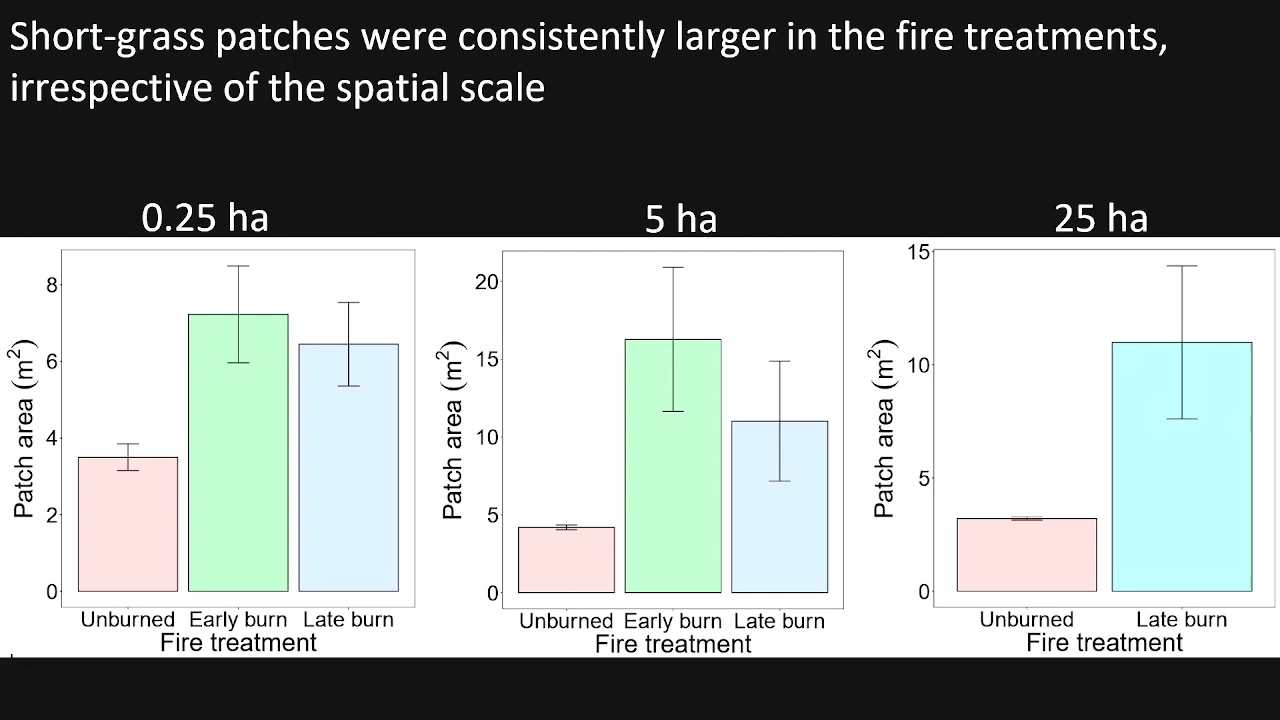 Short-grass patches were consistently larger in the fire treatments,
irrespective of the spatial scale
0.25 ha
8
6
4
2
0
Patch area (m²)
Unburned Early burn Late burn
Fire treatment
5 ha
20
15
10
5
0
Patch area (m²)
Unburned Early burn Late burn
Fire treatment
25 ha
15
10
5
0
Patch area (m²)
Unburned Late burn
Fire treatment